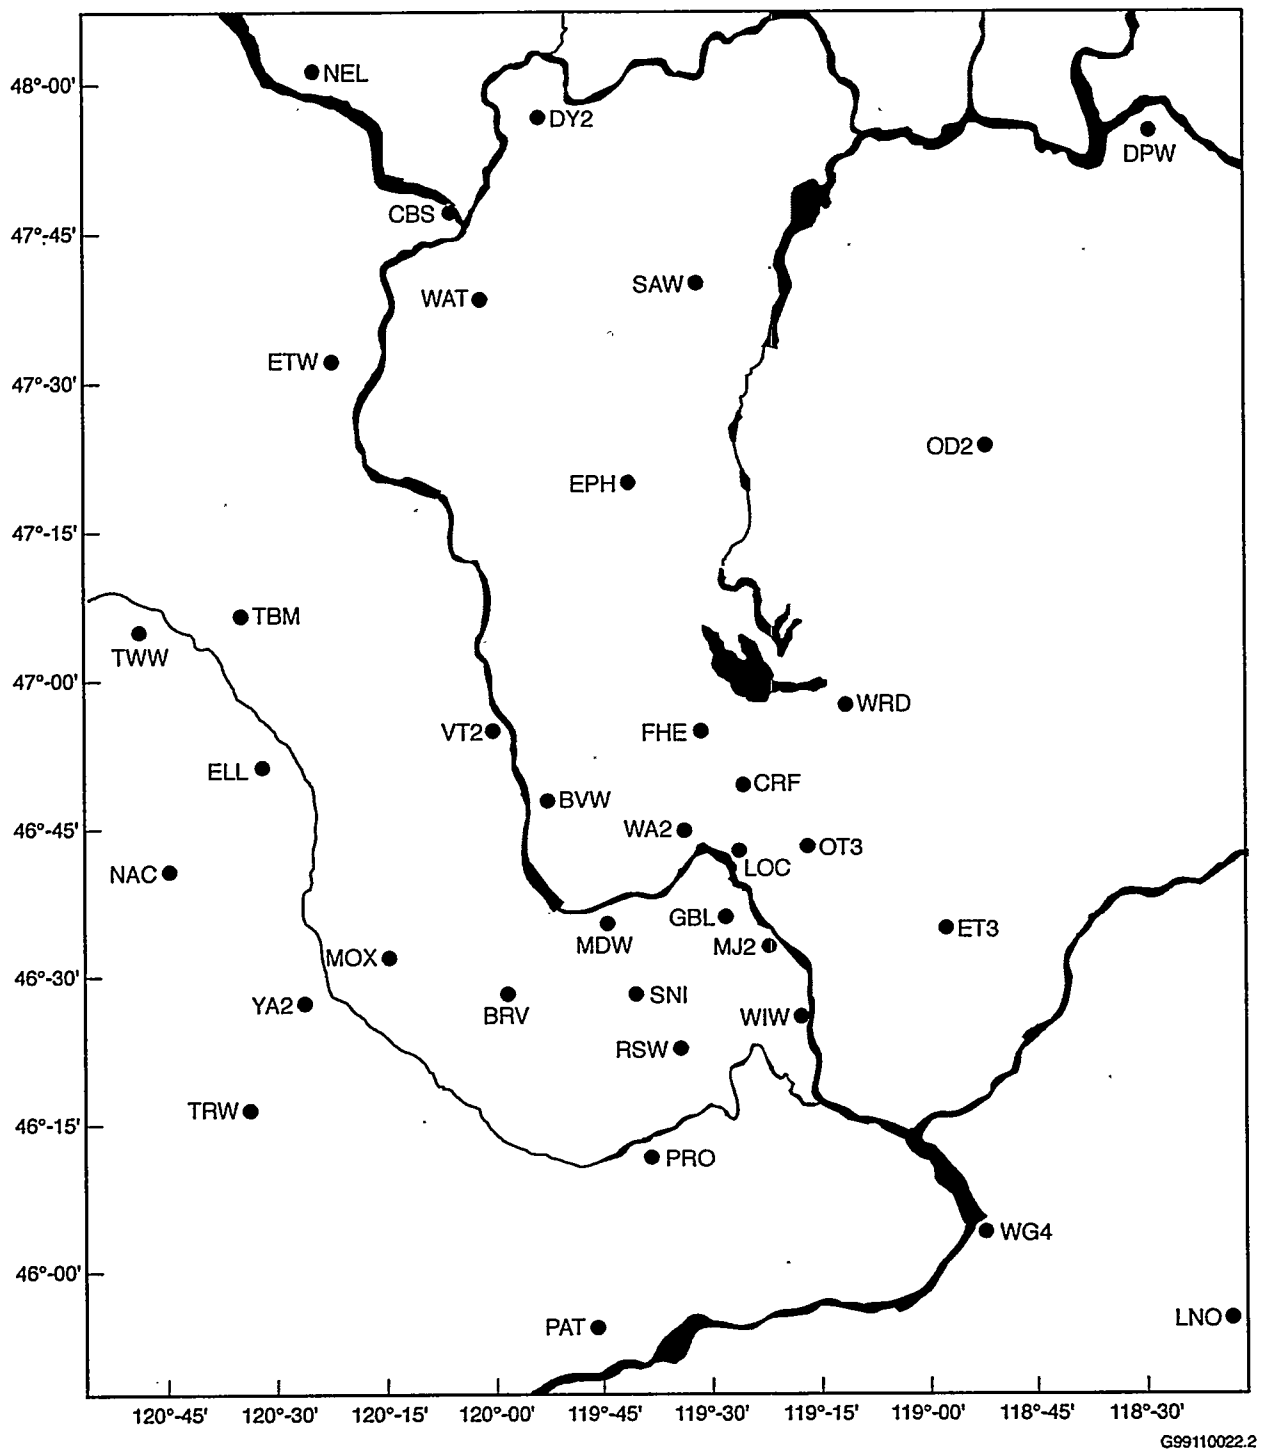 NEL
48°-00'
DY2
DPW
CBS
47°-45'
SAW
WAT
ETW
47°-30'
OD2
EPH
47°-15'
TBM
TWW
47°-00'
WRD
VT2
FHE
ELL
CRF
BVW
WA2
46°-45'
OT3
LOC
NAC
GBL
ET3
MDW
MJ2
MOX
46°-30'
SNI
YA2
BRV
WIW
RSW
TRW
46°-15'
PRO
WG4
46°-00'
LNO
PAT
120°-45' 120°-30' 120°-15' 120°-00' 119°-45' 119°-30' 119°-15' 119°-00' 118°-45' 118°-30'
G99110022.2